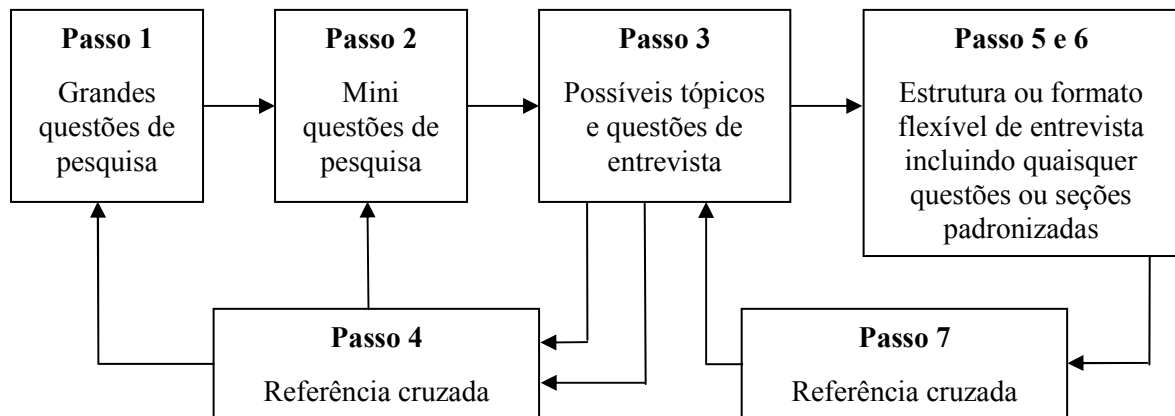 Passo 1
Grandes
questões de
pesquisa
Passo 2
Mini
questões de
pesquisa
Passo 3
Possíveis tópicos
e questões de
entrevista
Passo 5 e 6
Estrutura ou formato
flexível de entrevista
incluindo quaisquer
questões ou seções
padronizadas
Passo 4
Referência cruzada
Passo 7
Referência cruzada